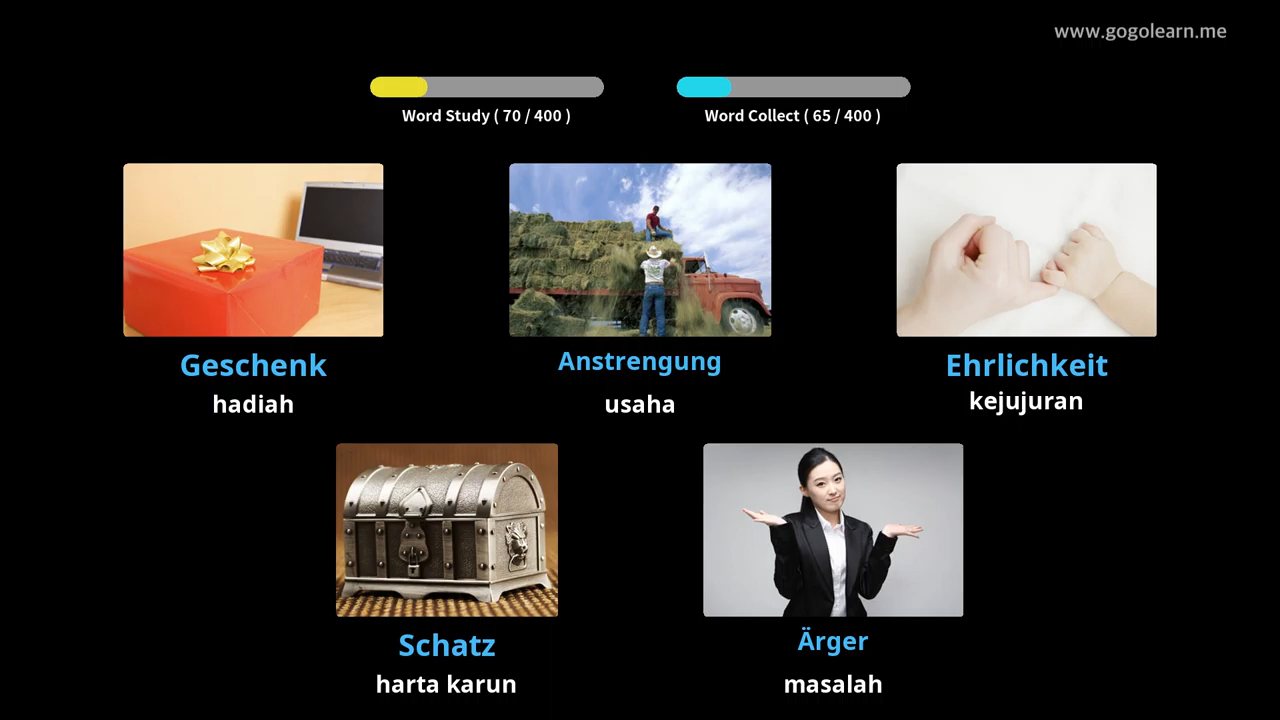 www.gogolearn.me
Word Study ( 70 / 400 )
Word Collect ( 65 / 400 )
Geschenk
hadiah
Anstrengung
usaha
Ehrlichkeit
kejujuran
Schatz
harta karun
Ärger
masalah